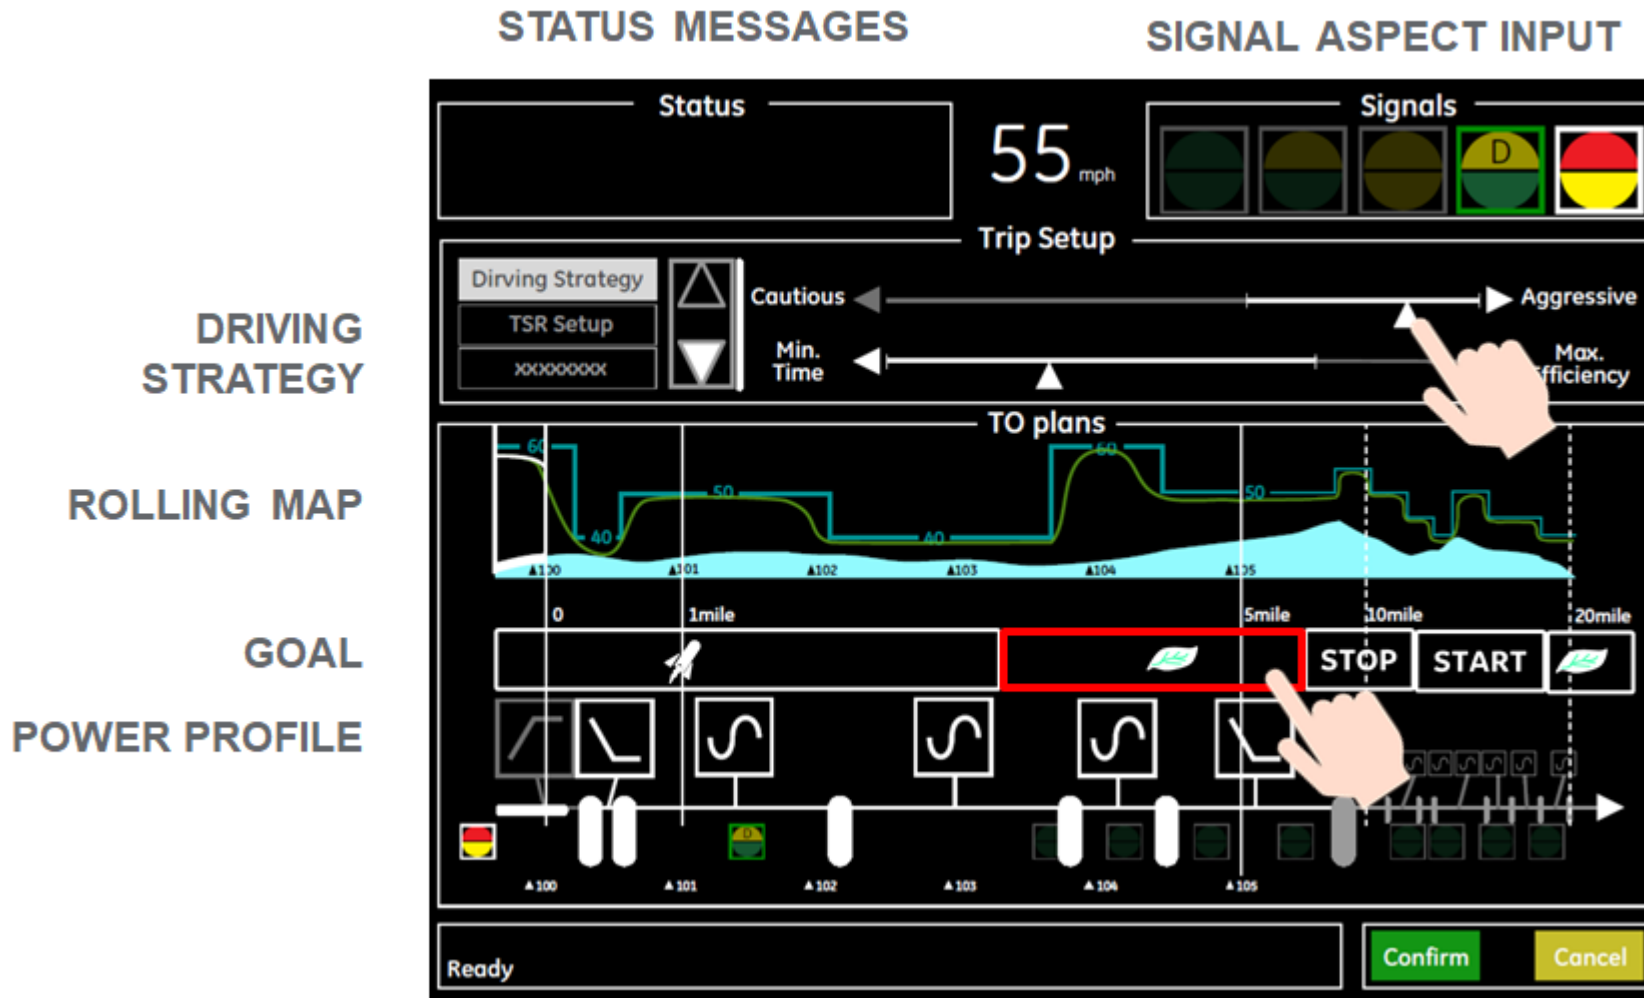 STATUS MESSAGES
SIGNAL ASPECT INPUT
Status
55 mph
Signals
D
Trip Setup
Dirving Strategy
TSR Setup
xxxxxxxx
Cautious
Aggressive
Min.
Time
Max.
fficiency
DRIVING
STRATEGY
TO plans
60
40
50
40
60
50
ROLLING MAP
▲100 ▲101 ▲102 ▲103 ▲104 ▲105
0 1mile 5mile 10mile 20mile
GOAL
STOP START
POWER PROFILE
D
▲100 ▲101 ▲102 ▲103 ▲104 ▲105
Ready
Confirm Cancel